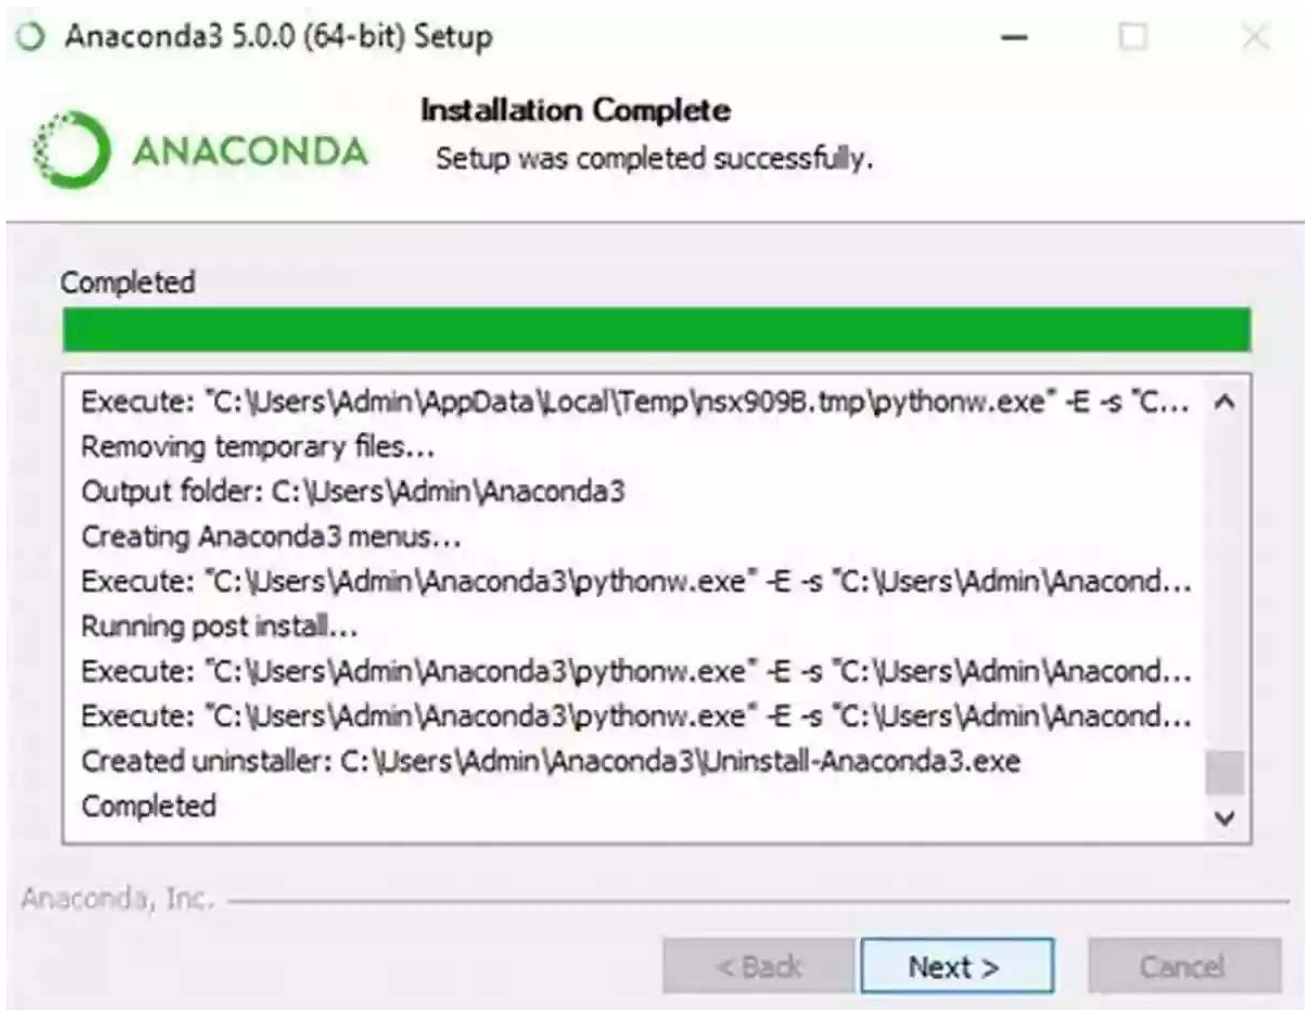 Anaconda3 5.0.0 (64-bit) Setup
ANACONDA
Installation Complete
Setup was completed successfully.
Completed
Execute: "C:\Users\Admin\AppData\Local\Temp\nsx909B.tmp\pythonw.exe" -E -s "C...
Removing temporary files...
Output folder: C:\Users\Admin\Anaconda3
Creating Anaconda3 menus...
Execute: "C:\Users\Admin\Anaconda3\pythonw.exe" -E -s "C:\Users\Admin\Anacond...
Running post install...
Execute: "C:\Users\Admin\Anaconda3\pythonw.exe" -E -s "C:\Users\Admin\Anacond...
Execute: "C:\Users\Admin\Anaconda3\pythonw.exe" -E -s "C:\Users\Admin\Anacond...
Created uninstaller: C:\Users\Admin\Anaconda3\Uninstall-Anaconda3.exe
Completed
Anaconda, Inc.
< Back Next > Cancel